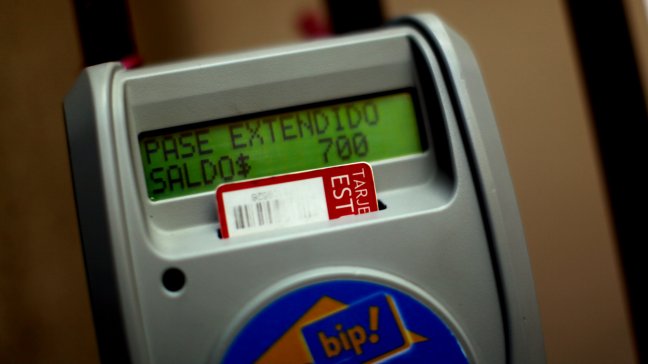 PASE EXTENDIDO
SALDO$ 700
TARJE
EST
bip!